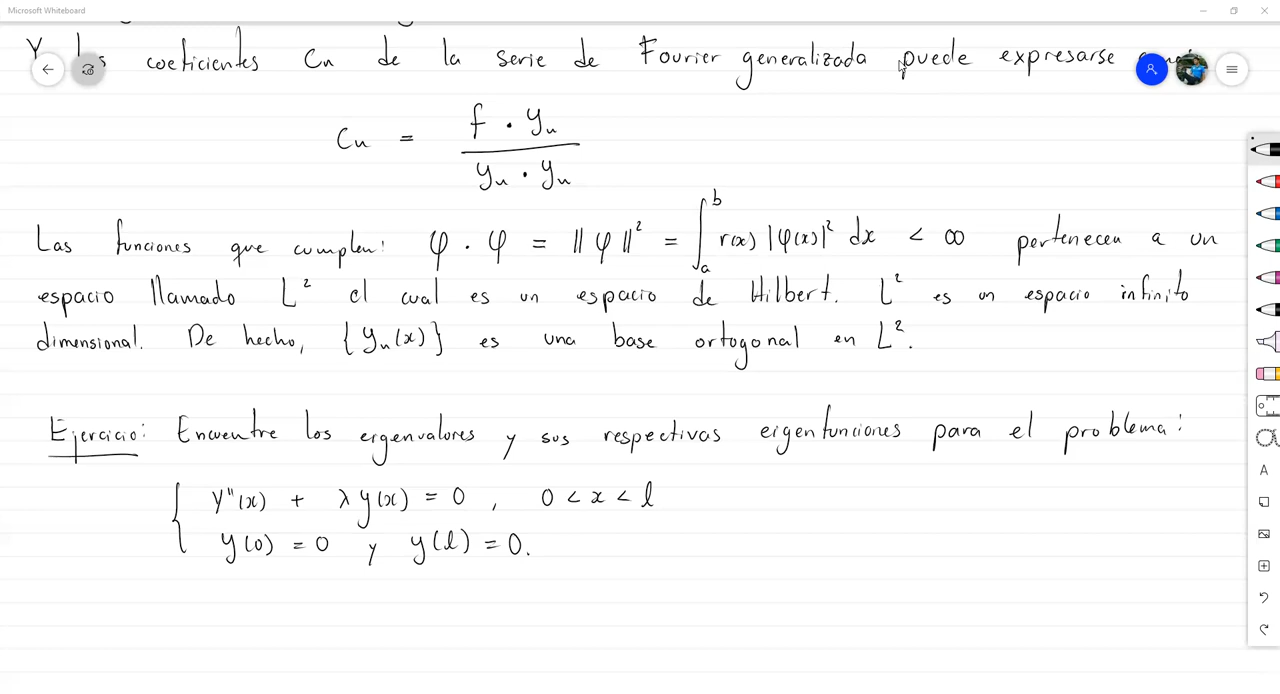 Microsoft Whiteboard
coeficientes Cn de la serie de Fourier generalizada puede expresarse
Cn = f · yn / yn · yn
Las funciones que cumplen: φ · φ = ||φ||² = ∫_a^b r(x) |φ(x)|² dx < ∞ pertenecen a un
espacio llamado L² el cual es un espacio de Hilbert. L² es un espacio infinito
dimensional. De hecho, {yn(x)} es una base ortogonal en L².
Ejercicio: Encuentre los eigenvalores y sus respectivas eigenfunciones para el problema:
y''(x) + λ y(x) = 0 , 0 < x < l
y(0) = 0 y y(l) = 0.
A